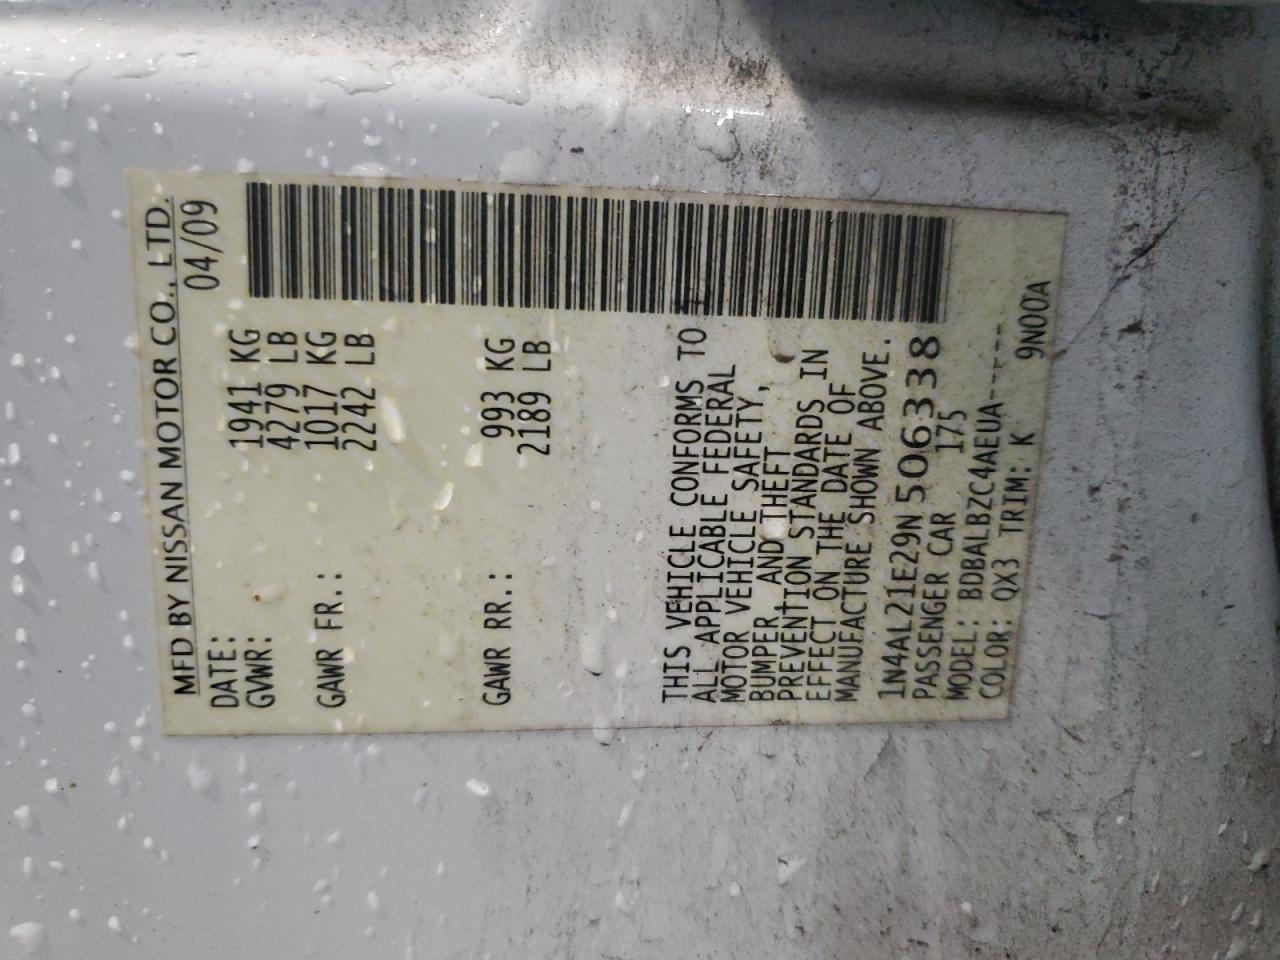 MFD BY NISSAN MOTOR CO., LTD.
DATE: 04/09
GVWR: 1941 KG
4279 LB
GAWR FR.: 1017 KG
2242 LB
GAWR RR.: 993 KG
2189 LB
THIS VEHICLE CONFORMS TO
ALL APPLICABLE FEDERAL
MOTOR VEHICLE SAFETY,
BUMPER, AND THEFT
PREVENTION STANDARDS IN
EFFECT ON THE DATE OF
MANUFACTURE SHOWN ABOVE.
1N4AL21E29N506338
PASSENGER CAR 175
MODEL: BDBALBZC4AEUA-----
COLOR: QX3 TRIM: K 9N00A